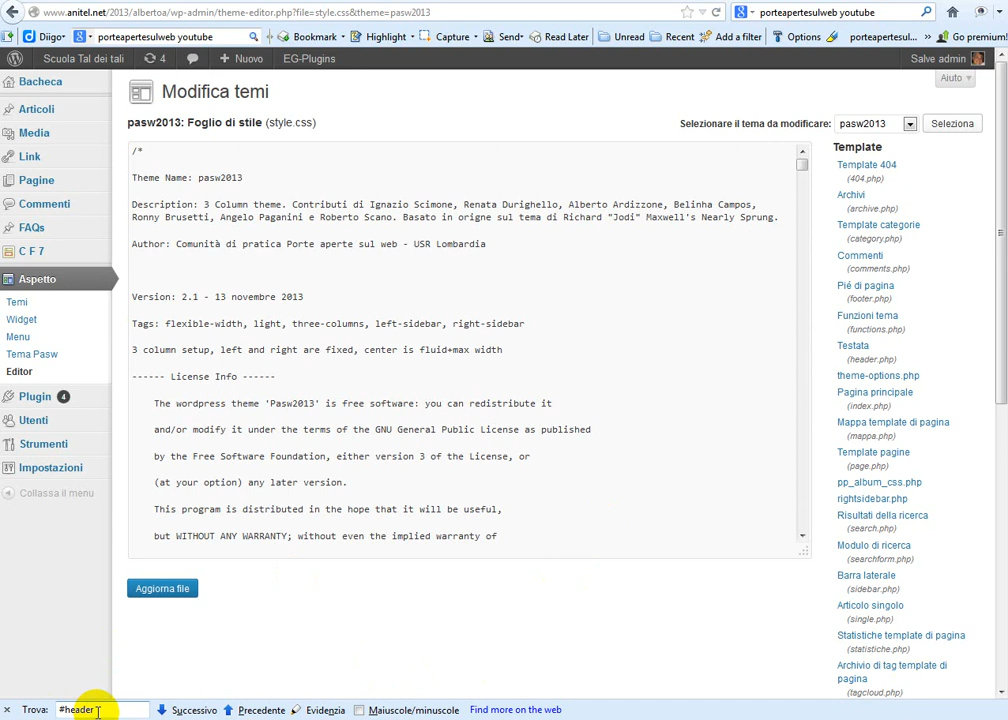 www.anitel.net/2013/albertoa/wp-admin/theme-editor.php?file=style.css&theme=pasw2013
porteapertesulweb youtube
Diigo
porteapertesulweb youtube
Bookmark
Highlight
Capture
Send
Read Later
Unread
Recent
Add a filter
Options
porteapertesul...
»
Go premium!
Scuola Tal dei tali
4
Nuovo
EG-Plugins
Salve admin
Bacheca
Articoli
Media
Link
Pagine
Commenti
FAQs
C F 7
Aspetto
Temi
Widget
Menu
Tema Pasw
Editor
Plugin 4
Utenti
Strumenti
Impostazioni
Collassa il menu
Aiuto
Modifica temi
pasw2013: Foglio di stile (style.css)
Selezionare il tema da modificare:
pasw2013
Seleziona
/*
Theme Name: pasw2013
Description: 3 Column theme. Contributi di Ignazio Scimone, Renata Durighello, Alberto Ardizzone, Belinha Campos,
Ronny Brusetti, Angelo Paganini e Roberto Scano. Basato in origne sul tema di Richard "Jodi" Maxwell's Nearly Sprung.
Author: Comunità di pratica Porte aperte sul web - USR Lombardia
Version: 2.1 - 13 novembre 2013
Tags: flexible-width, light, three-columns, left-sidebar, right-sidebar
3 column setup, left and right are fixed, center is fluid+max width
------ License Info ------
The wordpress theme 'Pasw2013' is free software: you can redistribute it
and/or modify it under the terms of the GNU General Public License as published
by the Free Software Foundation, either version 3 of the License, or
(at your option) any later version.
This program is distributed in the hope that it will be useful,
but WITHOUT ANY WARRANTY; without even the implied warranty of
Aggiorna file
Template
Template 404
(404.php)
Archivi
(archive.php)
Template categorie
(category.php)
Commenti
(comments.php)
Pié di pagina
(footer.php)
Funzioni tema
(functions.php)
Testata
(header.php)
theme-options.php
Pagina principale
(index.php)
Mappa template di pagina
(mappa.php)
Template pagine
(page.php)
pp_album_css.php
rightsidebar.php
Risultati della ricerca
(search.php)
Modulo di ricerca
(searchform.php)
Barra laterale
(sidebar.php)
Articolo singolo
(single.php)
Statistiche template di pagina
(statistiche.php)
Archivio di tag template di
pagina
(tagcloud.php)
Trova:
#header
Successivo
Precedente
Evidenzia
Maiuscole/minuscole
Find more on the web